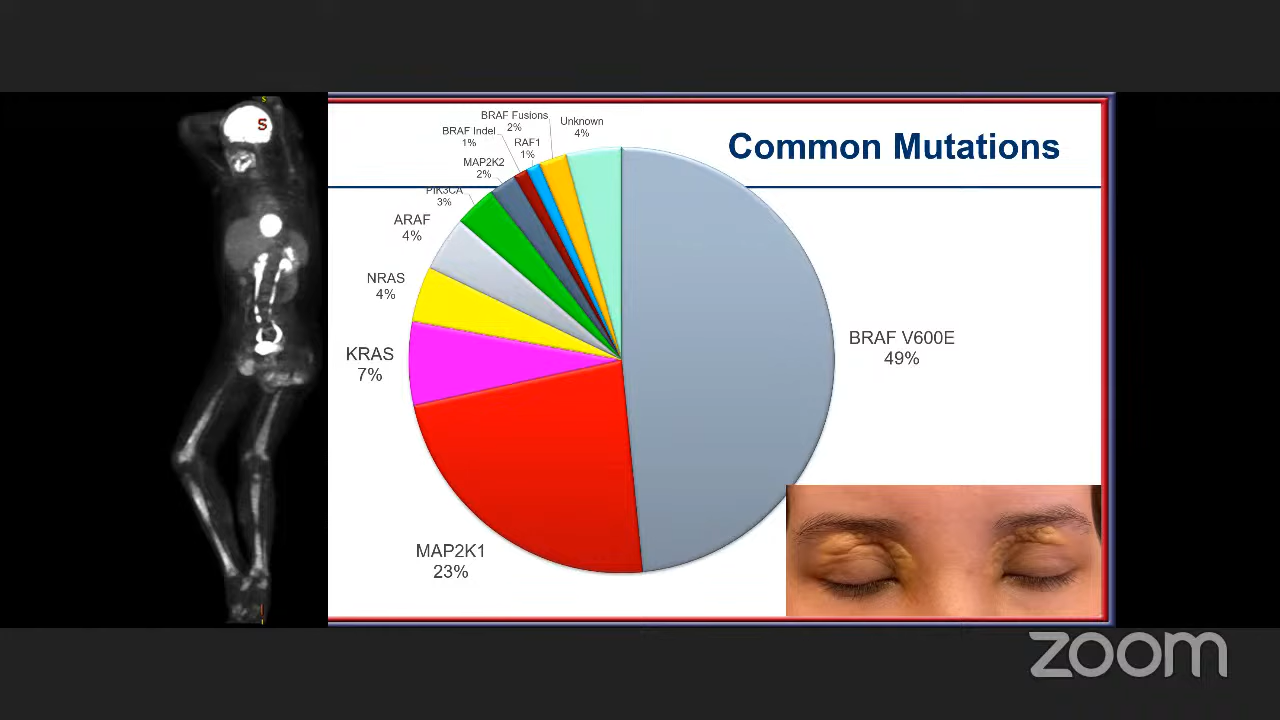 S
S
Common Mutations
BRAF Fusions
2%
Unknown
4%
BRAF Indel
1%
RAF1
1%
MAP2K2
2%
PIK3CA
3%
ARAF
4%
NRAS
4%
KRAS
7%
BRAF V600E
49%
MAP2K1
23%
I
zoom